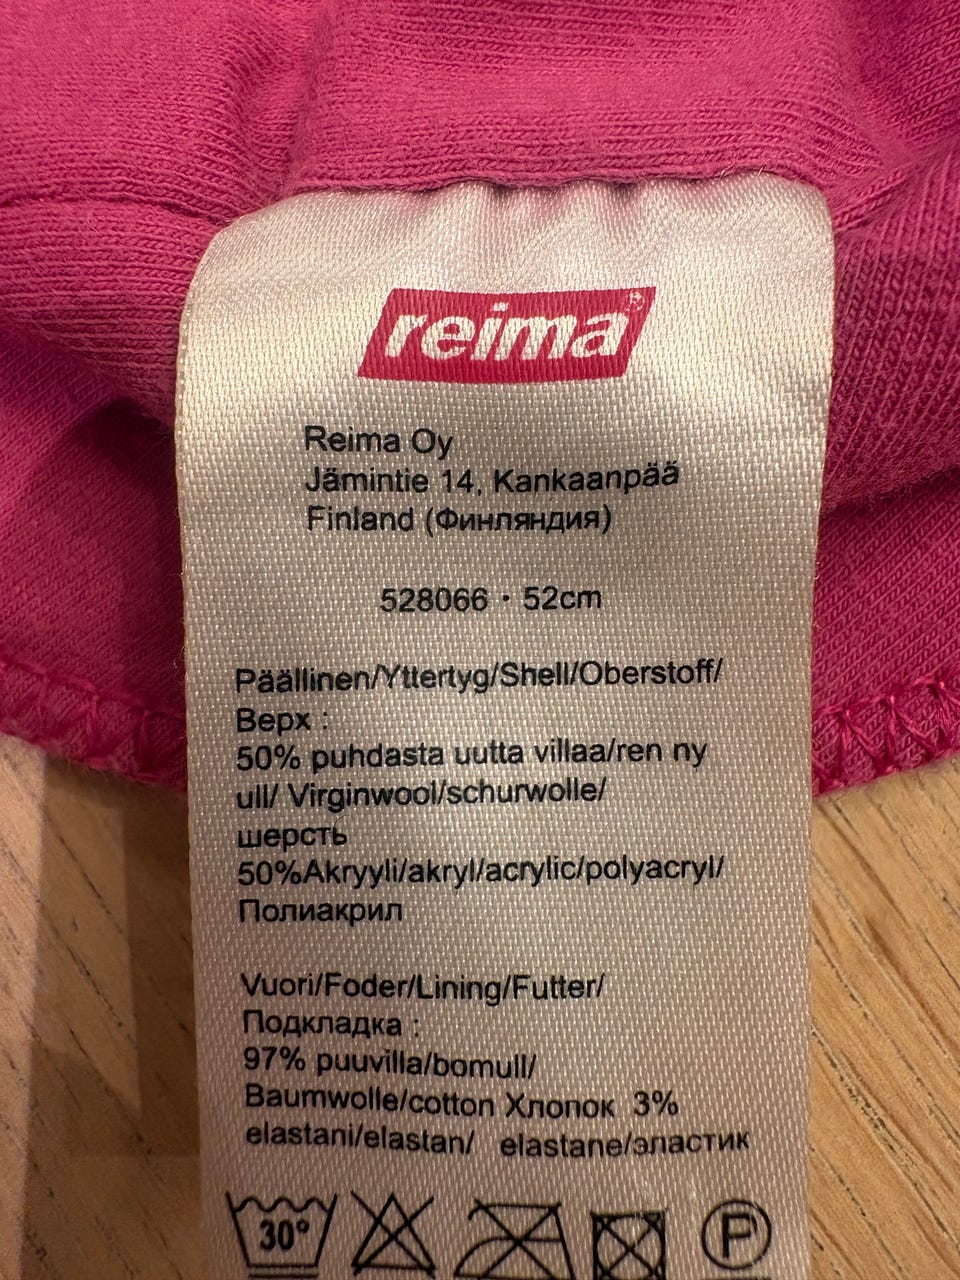 reima®
Reima Oy
Jämintie 14, Kankaanpää
Finland (Финляндия)
528066 · 52cm
Päällinen/Yttertyg/Shell/Oberstoff/
Верх :
50% puhdasta uutta villaa/ren ny
ull/ Virginwool/schurwolle/
шерсть
50%Akryyli/akryl/acrylic/polyacryl/
Полиакрил
Vuori/Foder/Lining/Futter/
Подкладка :
97% puuvilla/bomull/
Baumwolle/cotton Хлопок 3%
elastani/elastan/ elastane/эластик
30° P